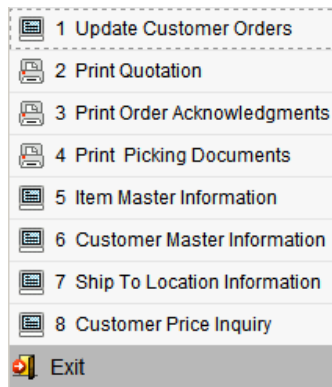 1 Update Customer Orders
2 Print Quotation
3 Print Order Acknowledgments
4 Print Picking Documents
5 Item Master Information
6 Customer Master Information
7 Ship To Location Information
8 Customer Price Inquiry
Exit